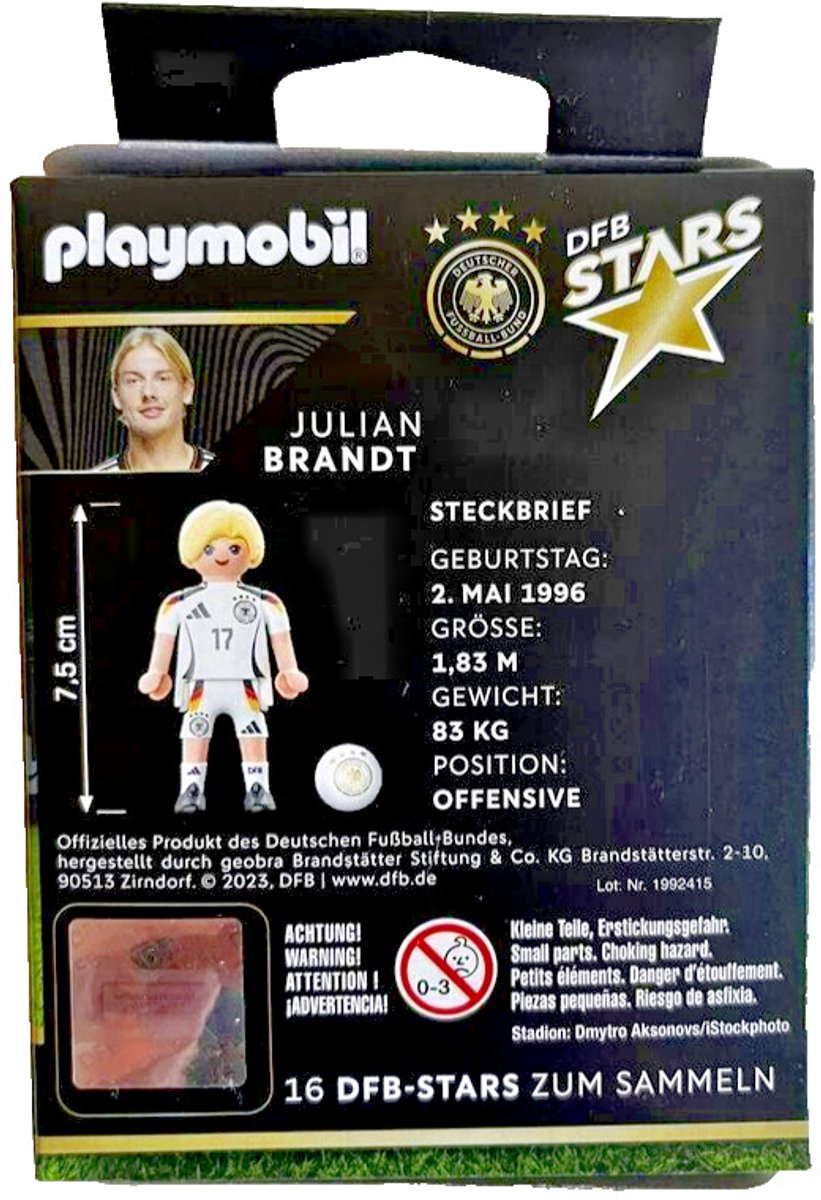 playmobil®
DEUTSCHER
FUSSBALL-BUND
DFB
STARS
JULIAN
BRANDT
STECKBRIEF
GEBURTSTAG:
2. MAI 1996
GRÖSSE:
1,83 M
GEWICHT:
83 KG
POSITION:
OFFENSIVE
7,5 cm
17
DFB
Offizielles Produkt des Deutschen Fußball-Bundes,
hergestellt durch geobra Brandstätter Stiftung & Co. KG Brandstätterstr. 2-10,
90513 Zirndorf. © 2023, DFB | www.dfb.de
Lot: Nr. 1992415
ACHTUNG!
WARNING!
ATTENTION !
¡ADVERTENCIA!
0-3
Kleine Teile, Erstickungsgefahr.
Small parts. Choking hazard.
Petits éléments. Danger d'étouffement.
Piezas pequeñas. Riesgo de asfixia.
Stadion: Dmytro Aksonovs/iStockphoto
16 DFB-STARS ZUM SAMMELN